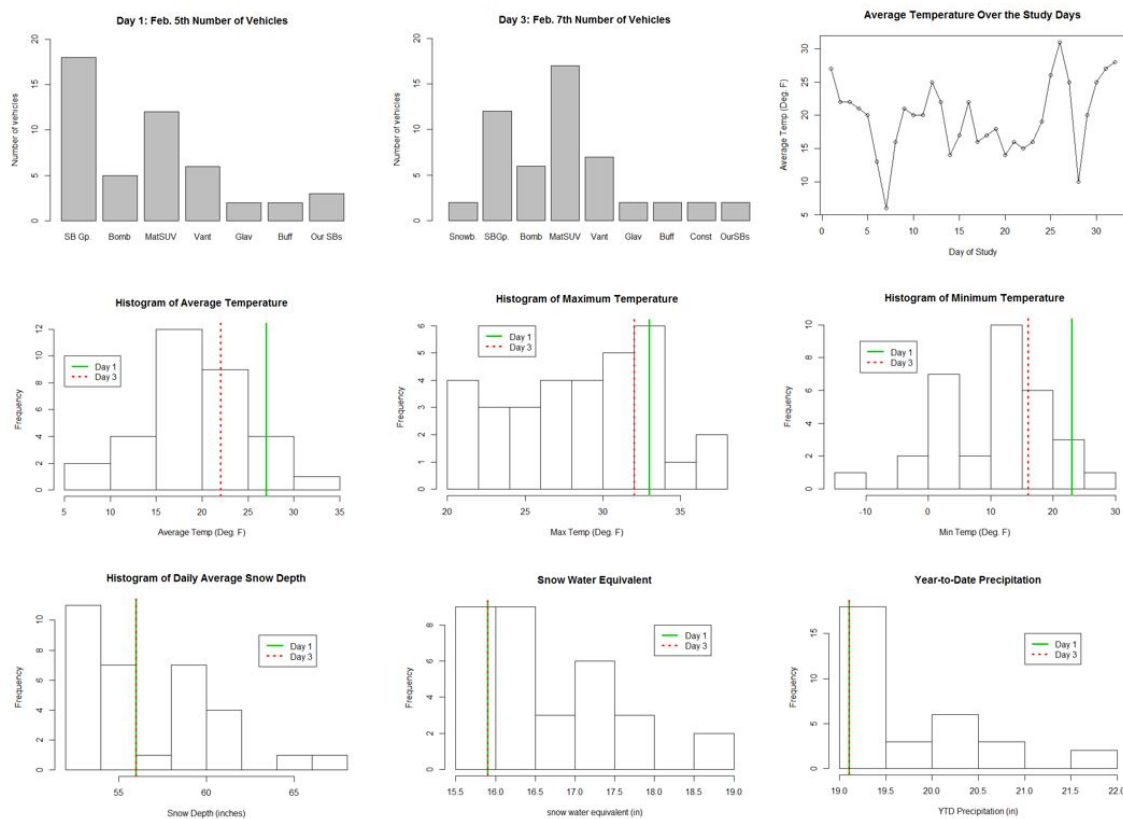 Day 1: Feb. 5th Number of Vehicles
Number of vehicles
0 5 10 15 20
SB Gp. Bomb MatSUV Vant Glav Buff Our SBs
Day 3: Feb. 7th Number of Vehicles
Number of vehicles
0 5 10 15 20
Snowb. SBGp. Bomb MatSUV Vant Glav Buff Const OurSBs
Average Temperature Over the Study Days
Average Temp (Deg. F)
5 10 15 20 25 30
0 5 10 15 20 25 30
Day of Study
Histogram of Average Temperature
Frequency
0 2 4 6 8 10 12
Day 1
Day 3
5 10 15 20 25 30 35
Average Temp (Deg. F)
Histogram of Maximum Temperature
Frequency
0 1 2 3 4 5 6
Day 1
Day 3
20 25 30 35
Max Temp (Deg. F)
Histogram of Minimum Temperature
Frequency
0 2 4 6 8 10
Day 1
Day 3
-10 0 10 20 30
Min Temp (Deg. F)
Histogram of Daily Average Snow Depth
Frequency
0 2 4 6 8 10
Day 1
Day 3
55 60 65
Snow Depth (inches)
Snow Water Equivalent
Frequency
0 2 4 6 8
Day 1
Day 3
15.5 16.0 16.5 17.0 17.5 18.0 18.5 19.0
snow water equivalent (in)
Year-to-Date Precipitation
Frequency
0 5 10 15
Day 1
Day 3
19.0 19.5 20.0 20.5 21.0 21.5 22.0
YTD Precipitation (in)